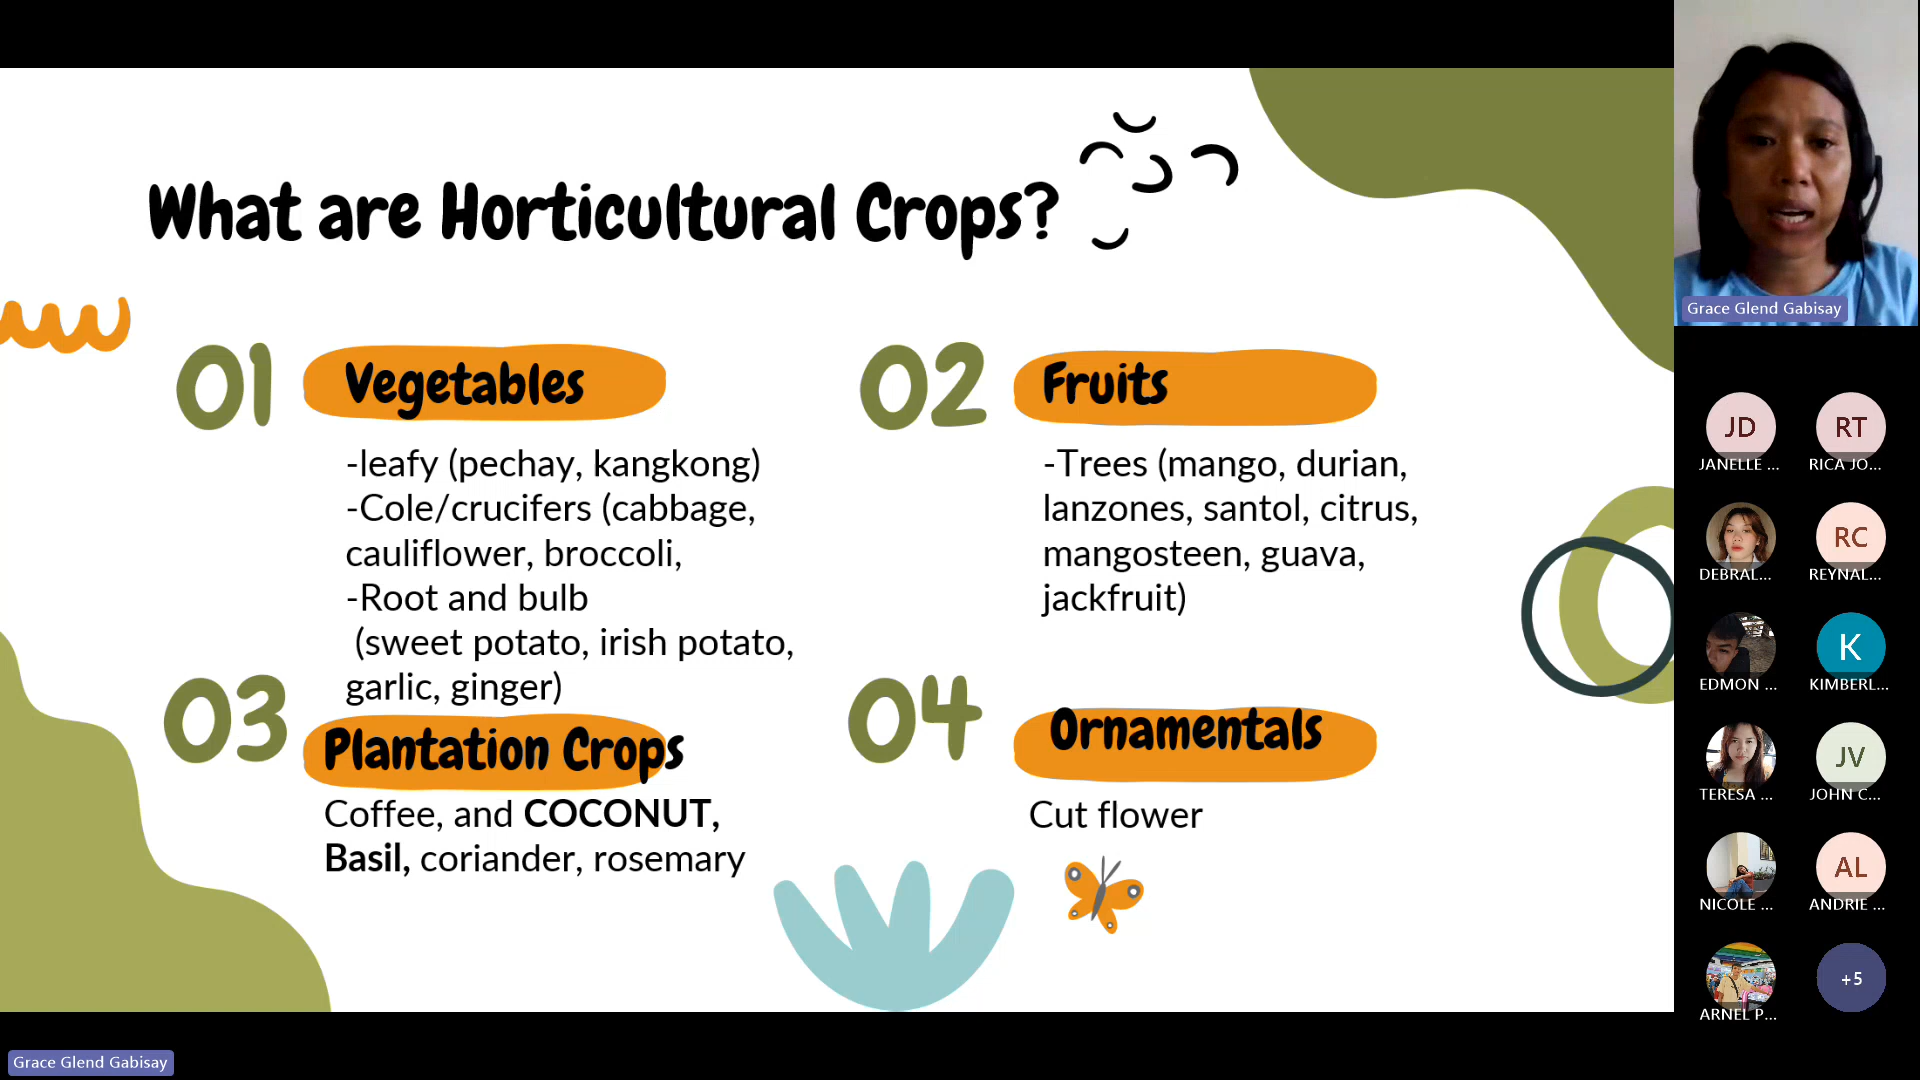 What are Horticultural Crops?
01
Vegetables
-leafy (pechay, kangkong)
-Cole/crucifers (cabbage,
cauliflower, broccoli,
-Root and bulb
(sweet potato, irish potato,
garlic, ginger)
02
Fruits
-Trees (mango, durian,
lanzones, santol, citrus,
mangosteen, guava,
jackfruit)
03
Plantation Crops
Coffee, and COCONUT,
Basil, coriander, rosemary
04
Ornamentals
Cut flower
Grace Glend Gabisay
JD
JANELLE ...
RT
RICA JO...
DEBRAL...
RC
REYNAL...
EDMON ...
K
KIMBERL...
TERESA ...
JV
JOHN C...
NICOLE ...
AL
ANDRIE ...
ARNEL P...
+5
Grace Glend Gabisay